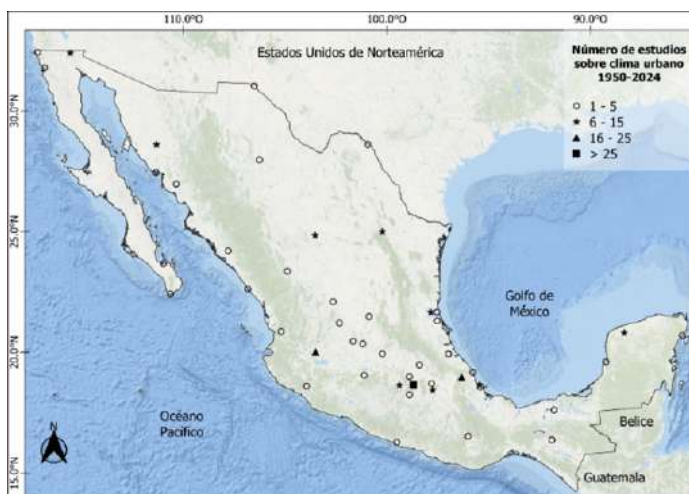 110.0°O
100.0°O
90.0°O
Estados Unidos de Norteamérica
Número de estudios
sobre clima urbano
1950-2024
1 - 5
6 - 15
16 - 25
> 25
30.0°N
25.0°N
20.0°N
15.0°N
Golfo de
México
Océano
Pacífico
Belice
Guatemala
N